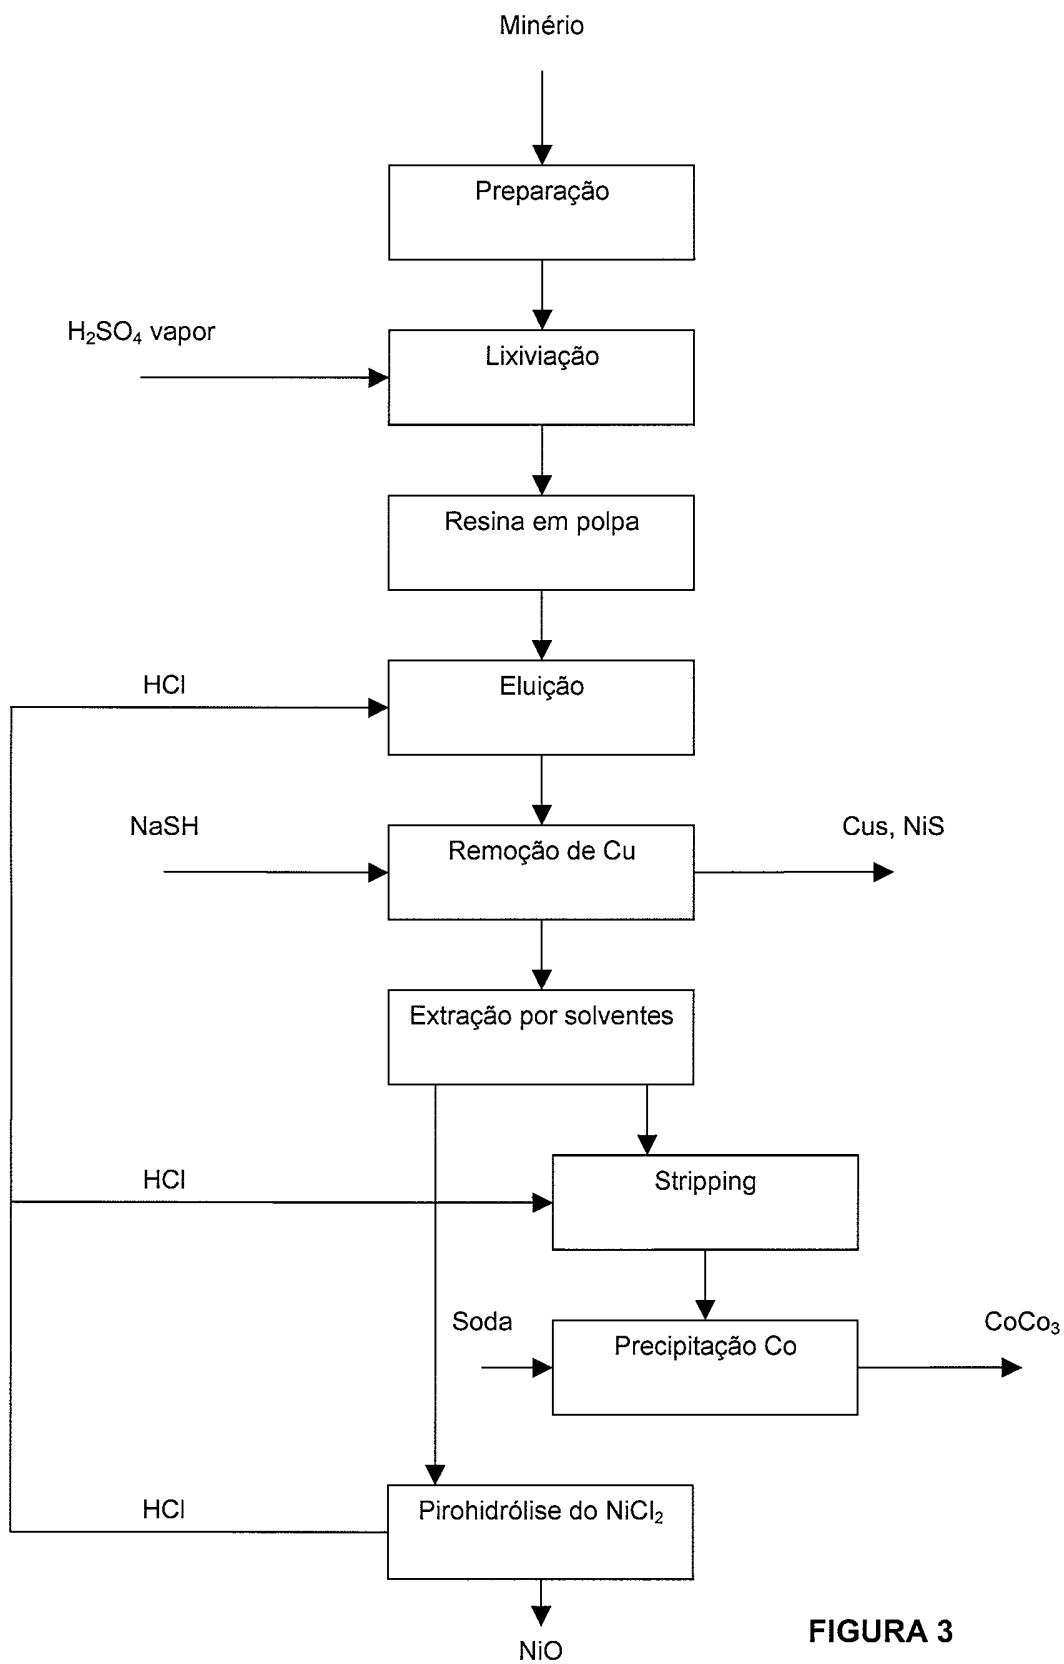 Minério
Preparação
H₂SO₄ vapor
Lixiviação
Resina em polpa
HCl
Eluição
NaSH
Remoção de Cu
Cus, NiS
Extração por solventes
HCl
Stripping
Soda
Precipitação Co
CoCo₃
HCl
Pirohidrólise do NiCl₂
NiO
FIGURA 3